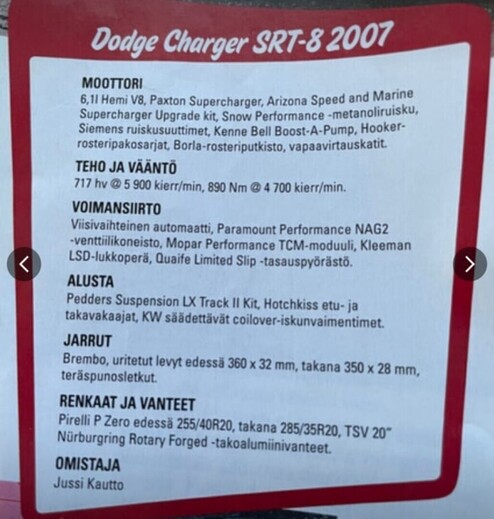 Dodge Charger SRT-8 2007
MOOTTORI
6,1l Hemi V8, Paxton Supercharger, Arizona Speed and Marine
Supercharger Upgrade kit, Snow Performance -metanoliruisku,
Siemens ruiskusuuttimet, Kenne Bell Boost-A-Pump, Hooker-
rosteripakosarjat, Borla-rosteriputkisto, vapaavirtauskatit.
TEHO JA VÄÄNTÖ
717 hv @ 5 900 kierr/min, 890 Nm @ 4 700 kierr/min.
VOIMANSIIRTO
Viisivaihteinen automaatti, Paramount Performance NAG2
-venttiilikoneisto, Mopar Performance TCM-moduuli, Kleeman
LSD-lukkoperä, Quaife Limited Slip -tasauspyörästö.
ALUSTA
Pedders Suspension LX Track II Kit, Hotchkiss etu- ja
takavakaajat, KW säädettävät coilover-iskunvaimentimet.
JARRUT
Brembo, uritetut levyt edessä 360 x 32 mm, takana 350 x 28 mm,
teräspunosletkut.
RENKAAT JA VANTEET
Pirelli P Zero edessä 255/40R20, takana 285/35R20, TSV 20"
Nürburgring Rotary Forged -takoalumiinivanteet.
OMISTAJA
Jussi Kautto